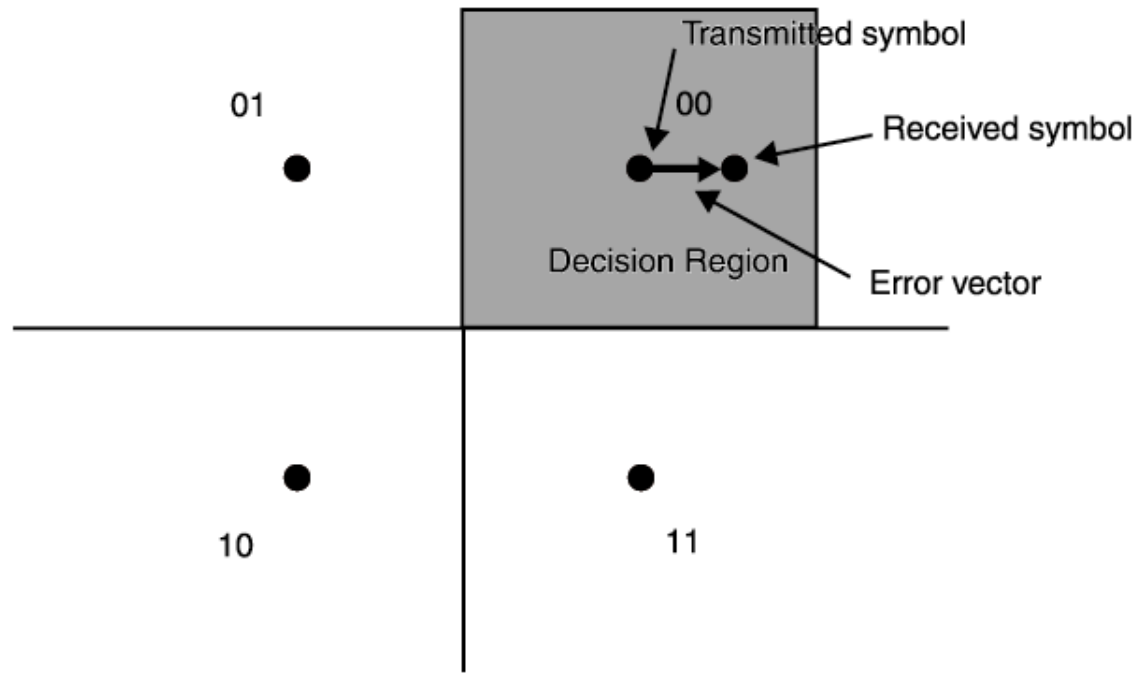 Transmitted symbol
01
00
Received symbol
Decision Region
Error vector
10
11